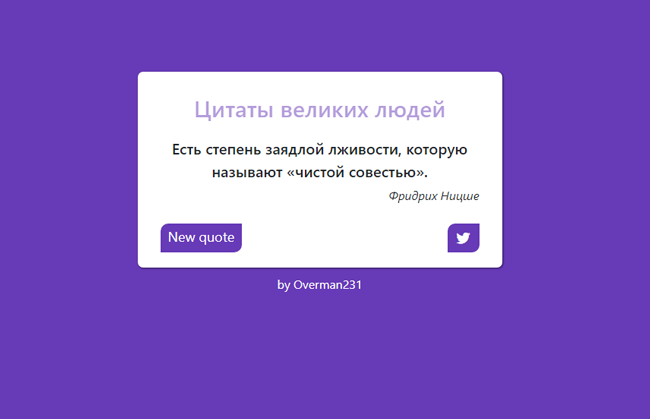 Цитаты великих людей
Есть степень заядлой лживости, которую
называют «чистой совестью».
Фридрих Ницше
New quote
by Overman231